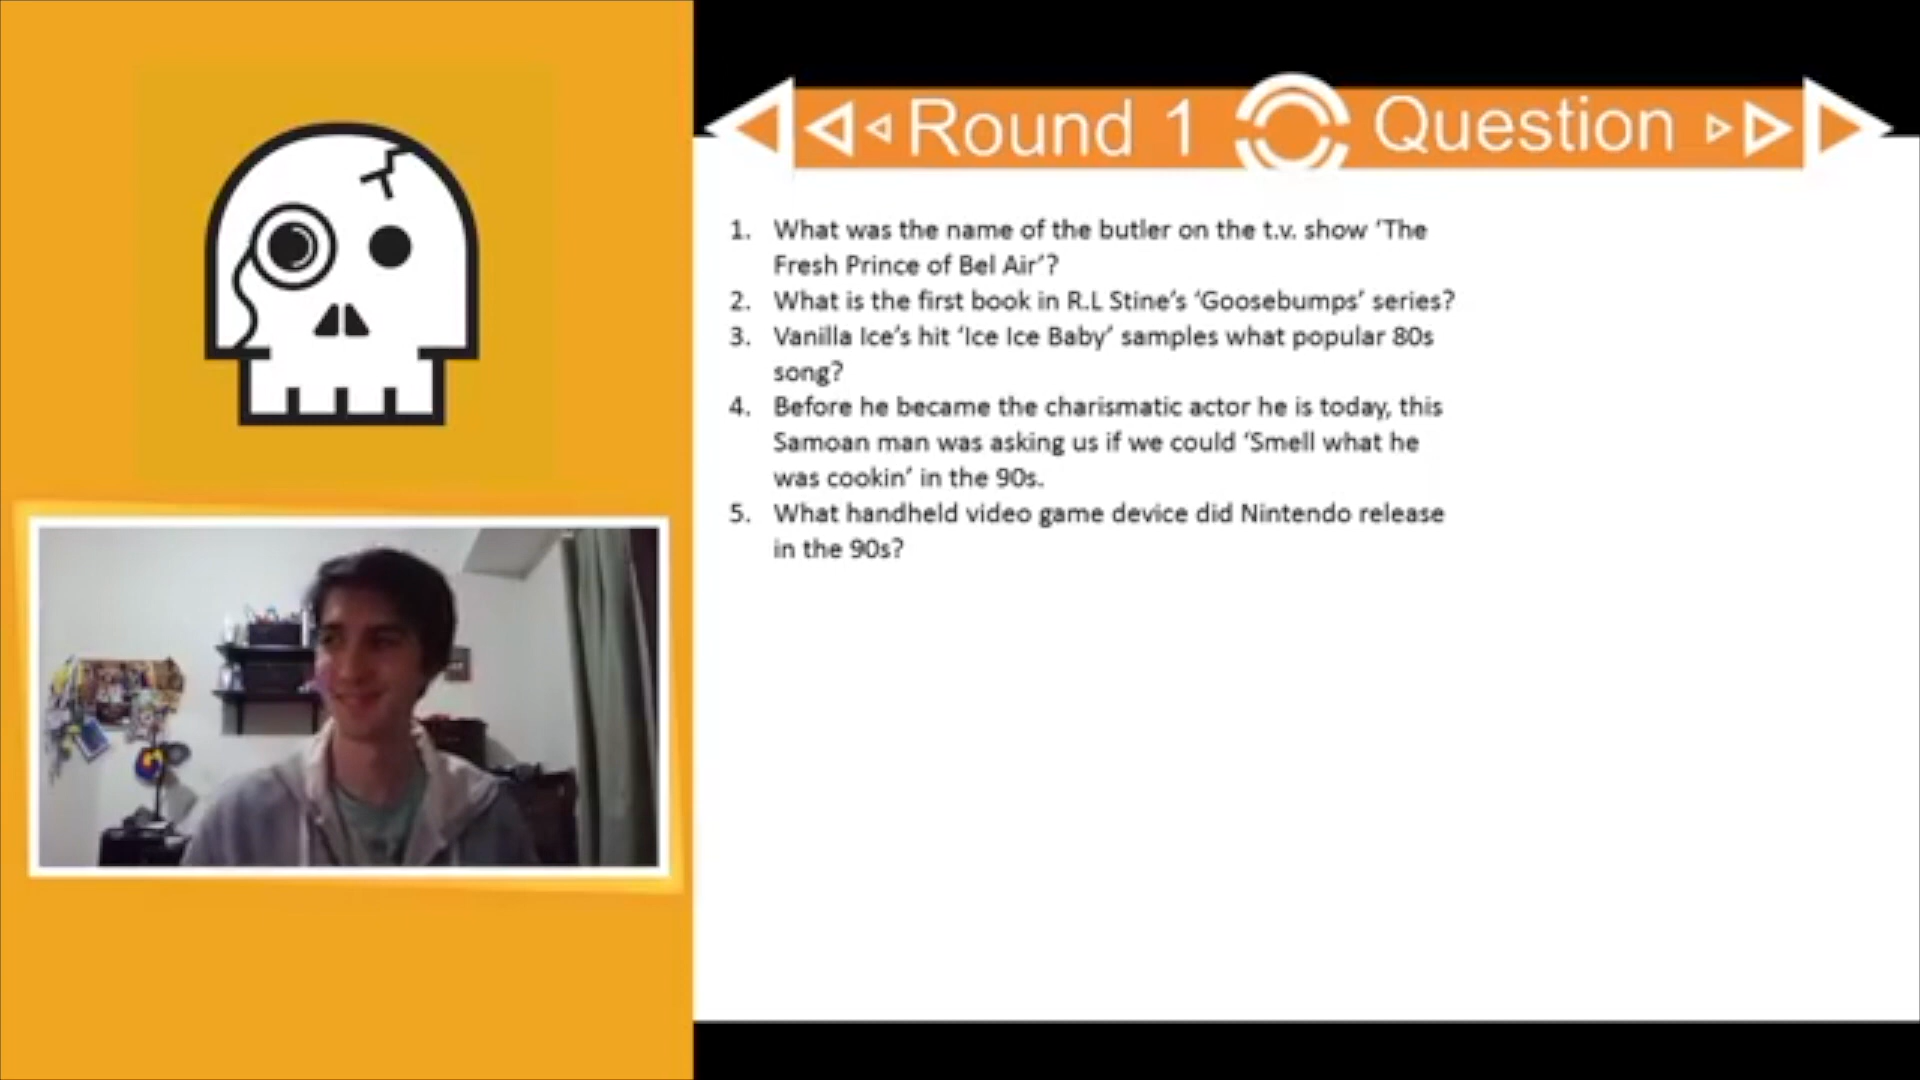 Round 1 Question
1. What was the name of the butler on the t.v. show ‘The
Fresh Prince of Bel Air’?
2. What is the first book in R.L Stine’s ‘Goosebumps’ series?
3. Vanilla Ice’s hit ‘Ice Ice Baby’ samples what popular 80s
song?
4. Before he became the charismatic actor he is today, this
Samoan man was asking us if we could ‘Smell what he
was cookin’ in the 90s.
5. What handheld video game device did Nintendo release
in the 90s?